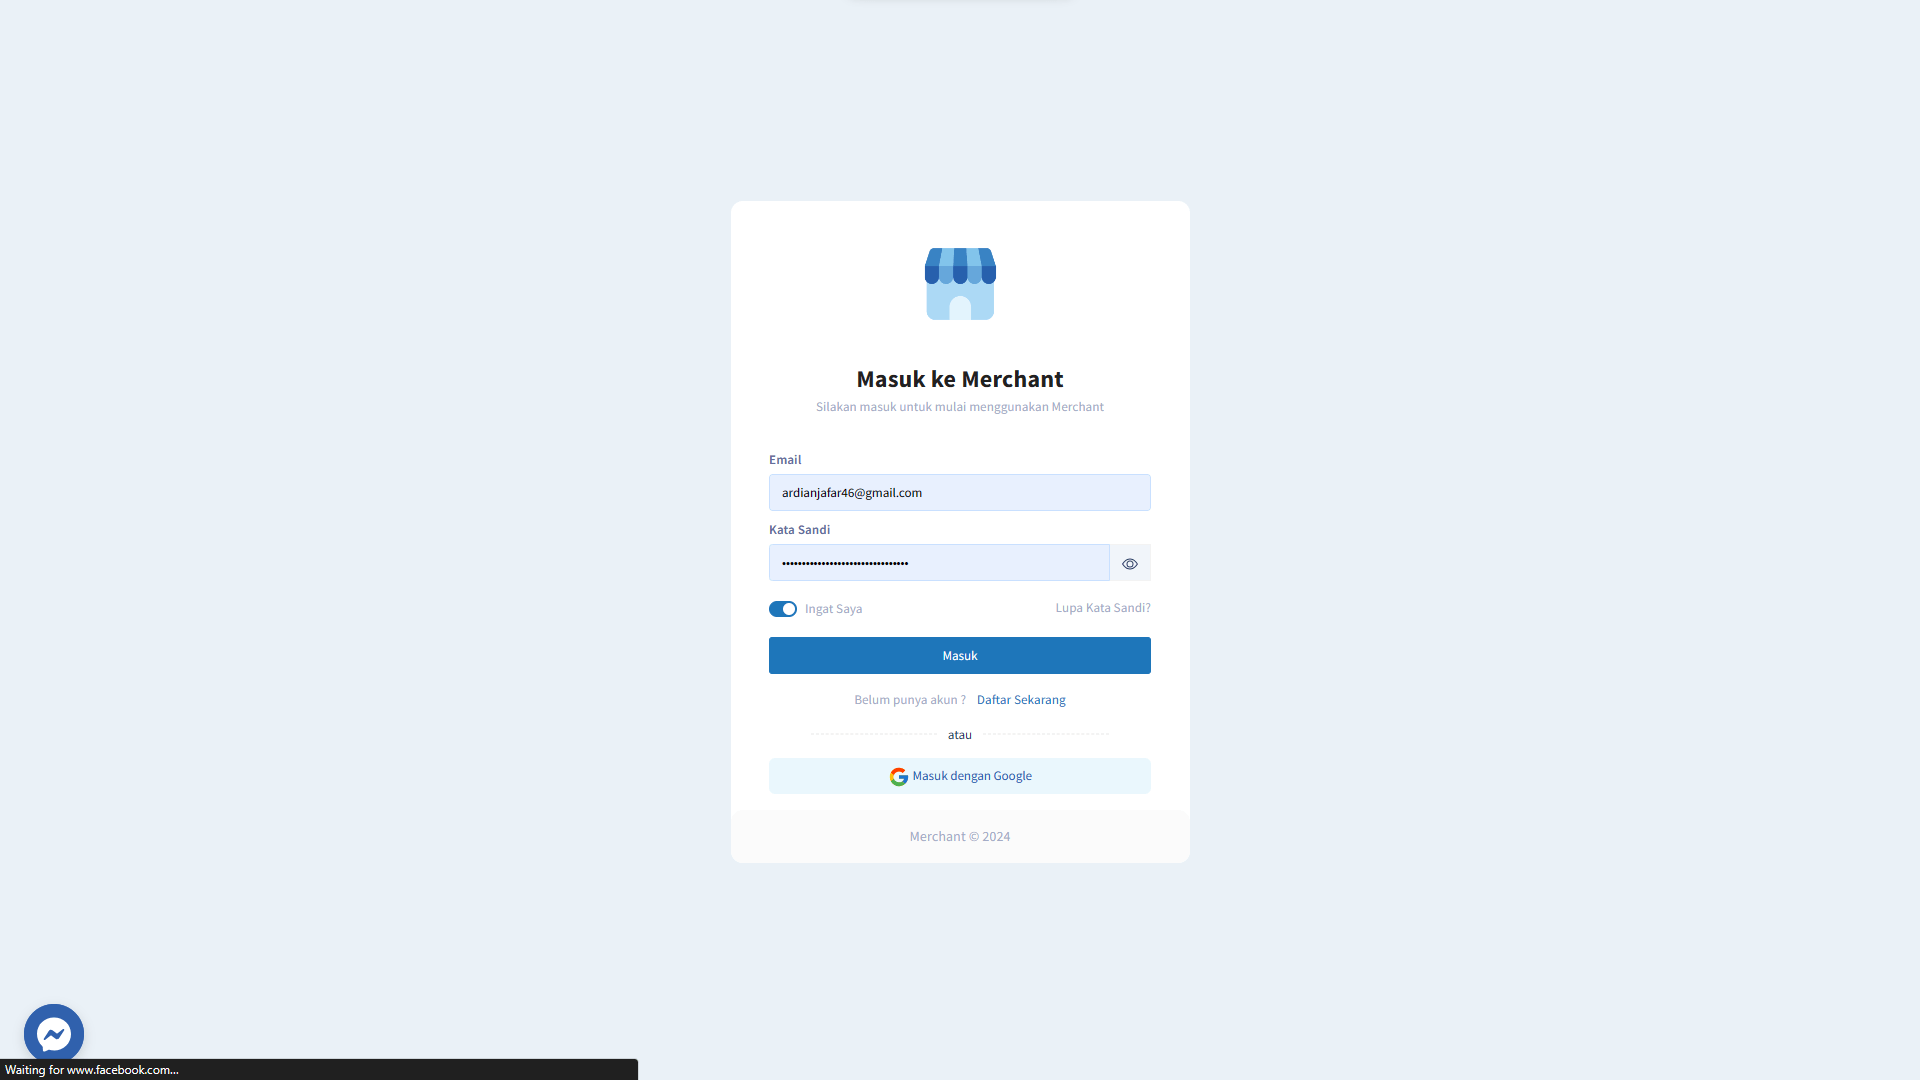 Masuk ke Merchant
Silakan masuk untuk mulai menggunakan Merchant
Email
ardianjafar46@gmail.com
Kata Sandi
••••••••••••••••••••••••••••••••
Ingat Saya
Lupa Kata Sandi?
Masuk
Belum punya akun ? Daftar Sekarang
atau
Masuk dengan Google
Merchant © 2024
Waiting for www.facebook.com...